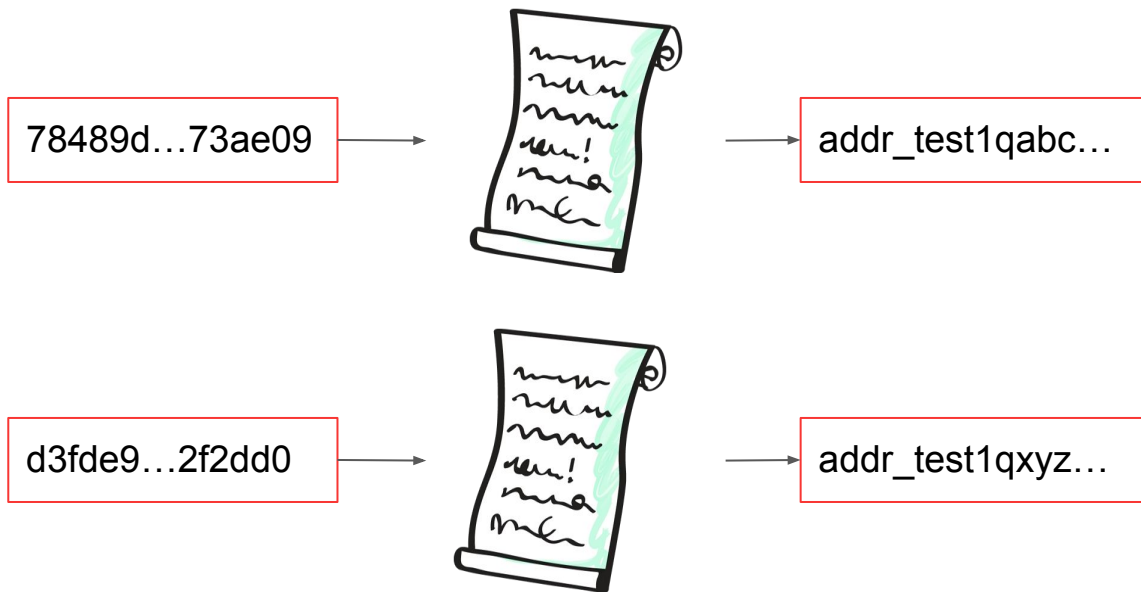 78489d…73ae09
addr_test1qabc…
d3fde9…2f2dd0
addr_test1qxyz…